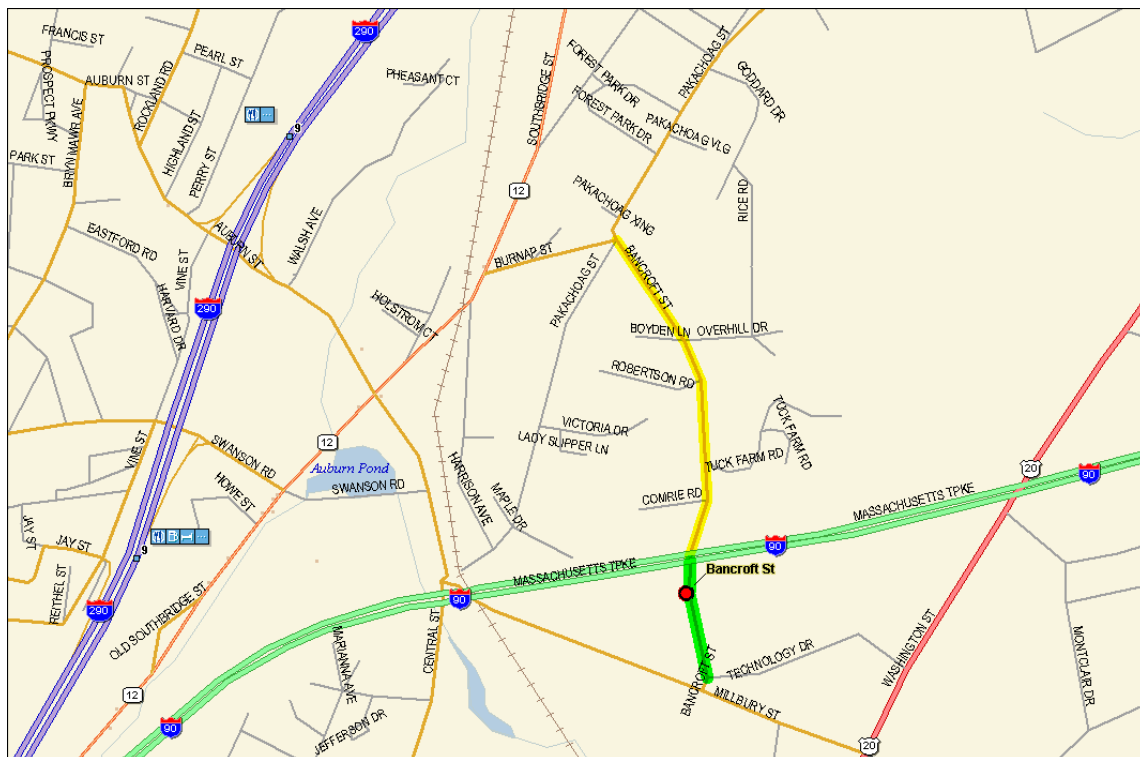 FRANCIS ST
290
PEARL ST
PROSPECT PKWY
AUBURN ST
ROCKLAND RD
BRYN MAWR AVE
HIGHLAND ST
PARK ST
PERRY ST
9
PHEASANT CT
SOUTHBRIDGE ST
FOREST PARK DR
FOREST PARK DR
PAKACHOAG ST
GODDARD DR
PAKACHOAG VLG
12
RICE RD
PAKACHOAG XING
EASTFORD RD
AUBURN ST
WALSH AVE
VINE ST
HARVARD DR
290
BURNAP ST
PAKACHOAG ST
BANCROFT ST
HOLSTROM CT
BOYDEN LN
OVERHILL DR
ROBERTSON RD
TUCK FARM RD
VICTORIA DR
LADY SLIPPER LN
TUCK FARM RD
VINE ST
SWANSON RD
12
Auburn Pond
SWANSON RD
HOWE ST
HARRISON AVE
MAPLE DR
COMRIE RD
MASSACHUSETTS TPKE
20
90
JAY ST
JAY ST
9
REITHEL ST
290
MASSACHUSETTS TPKE
90
90
Bancroft St
OLD SOUTHBRIDGE ST
MARIANNA AVE
CENTRAL ST
BANCROFT ST
TECHNOLOGY DR
WASHINGTON ST
MONTCLAIR DR
12
MILLBURY ST
90
JEFFERSON DR
20